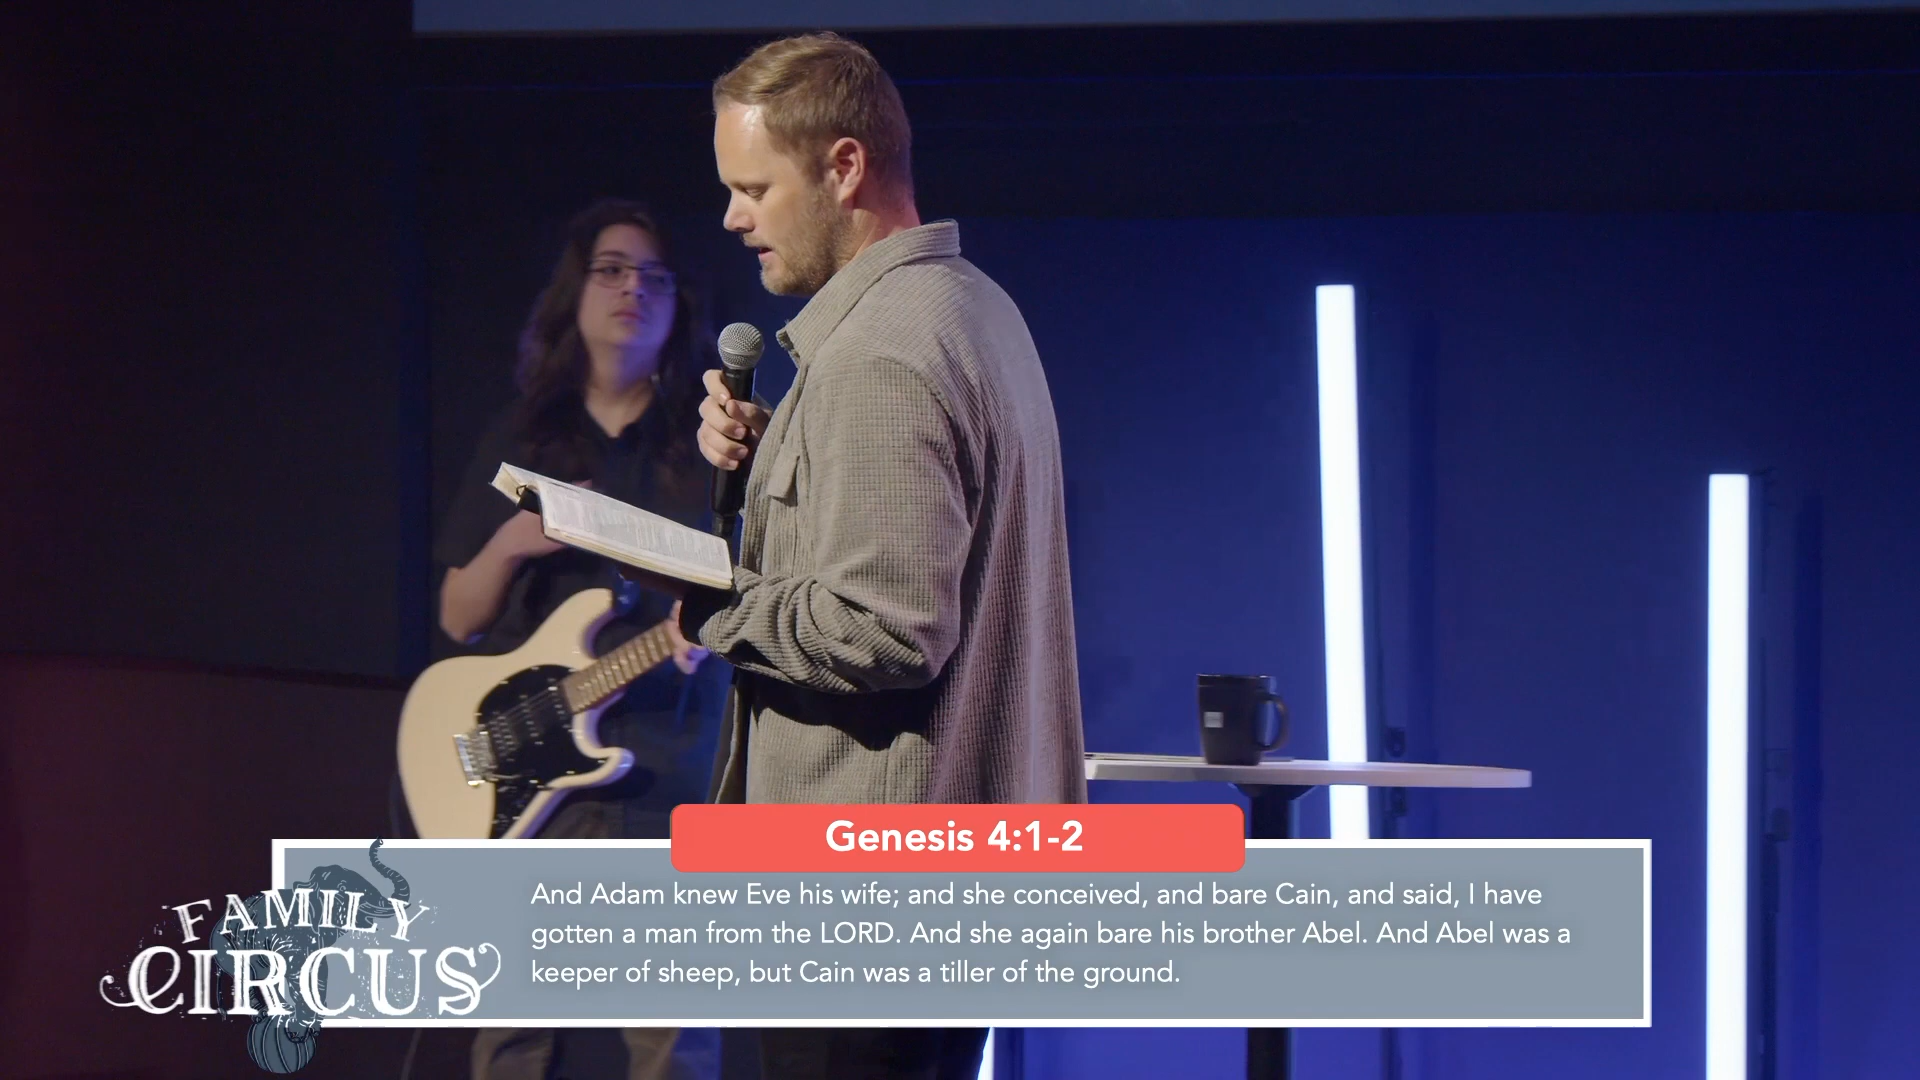 Genesis 4:1-2
And Adam knew Eve his wife; and she conceived, and bare Cain, and said, I have
gotten a man from the LORD. And she again bare his brother Abel. And Abel was a
keeper of sheep, but Cain was a tiller of the ground.
FAMILY
CIRCUS